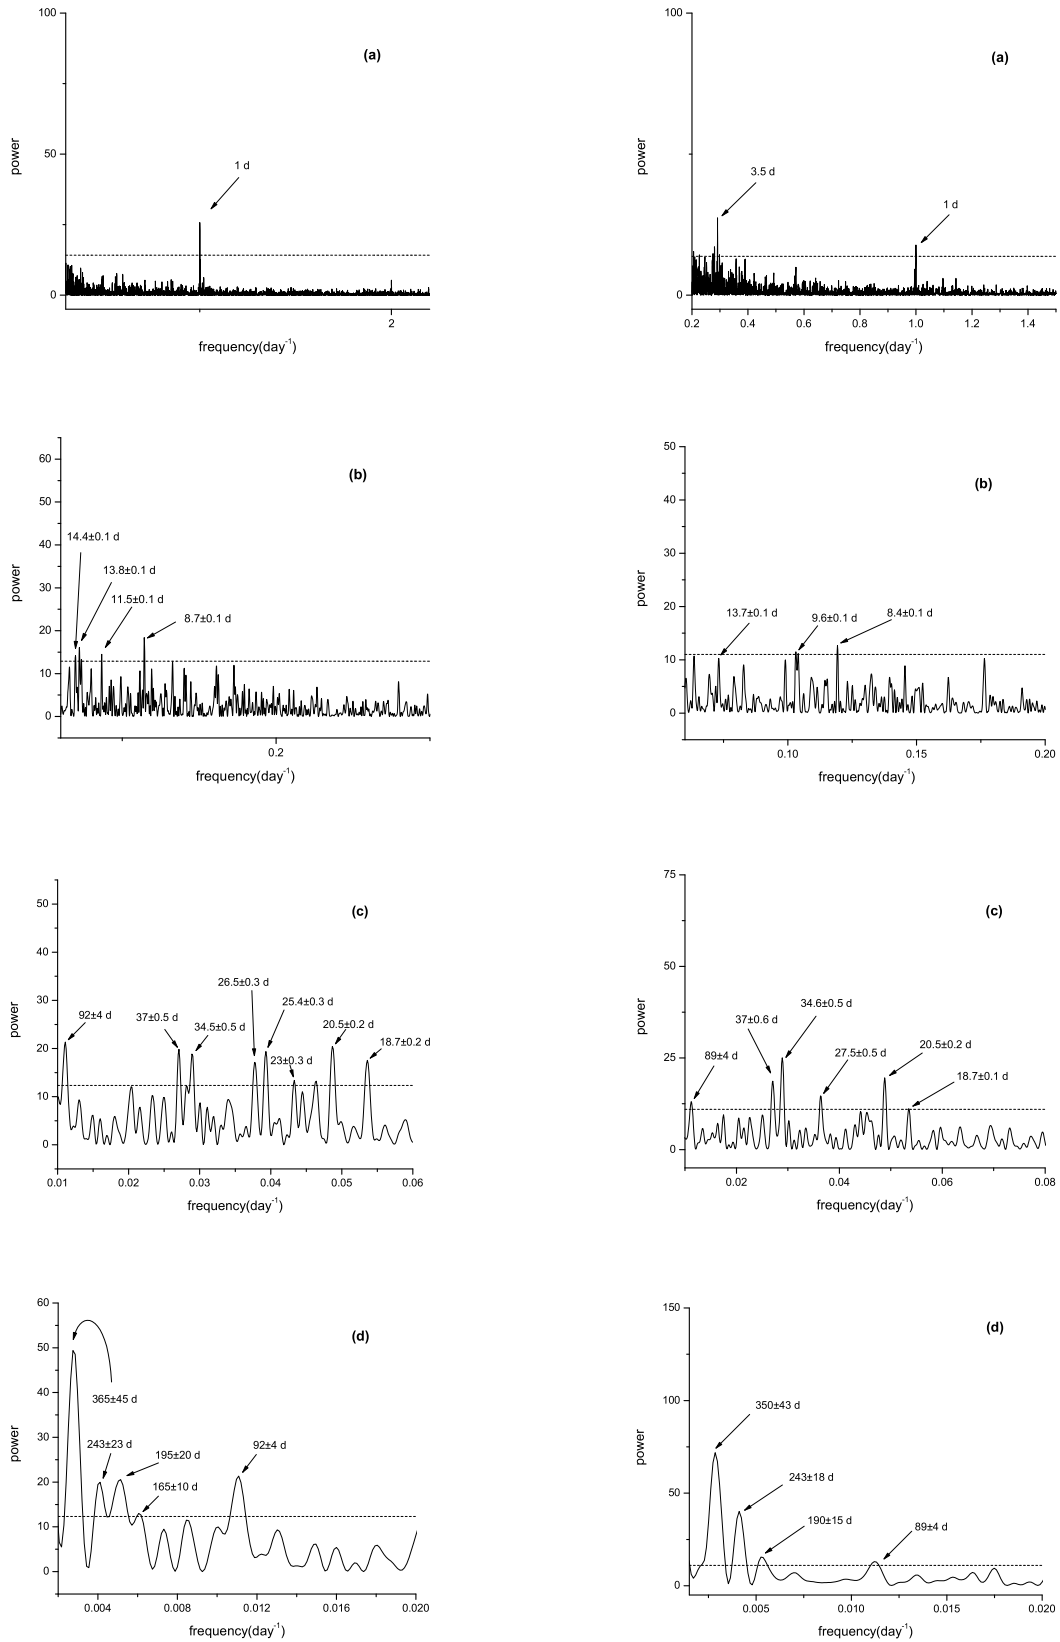 100
(a)
50
1 d
0
2
power
frequency(day-1)
100
(a)
50
3.5 d
1 d
0
0.2 0.4 0.6 0.8 1.0 1.2 1.4
power
frequency(day-1)
60
(b)
50
40
14.4±0.1 d
30
13.8±0.1 d
11.5±0.1 d
8.7±0.1 d
20
10
0
0.2
power
frequency(day-1)
50
(b)
40
30
20
13.7±0.1 d
9.6±0.1 d
8.4±0.1 d
10
0
0.10 0.15 0.20
power
frequency(day-1)
50
(c)
40
26.5±0.3 d
30
25.4±0.3 d
92±4 d
37±0.5 d
34.5±0.5 d
20.5±0.2 d
18.7±0.2 d
20
23±0.3 d
10
0
0.01 0.02 0.03 0.04 0.05 0.06
power
frequency(day-1)
75
(c)
50
34.6±0.5 d
37±0.6 d
27.5±0.5 d
20.5±0.2 d
89±4 d
18.7±0.1 d
25
0
0.02 0.04 0.06 0.08
power
frequency(day-1)
60
(d)
50
40
365±45 d
30
243±23 d
195±20 d
92±4 d
165±10 d
20
10
0
0.004 0.008 0.012 0.016 0.020
power
frequency(day-1)
150
(d)
100
350±43 d
243±18 d
190±15 d
89±4 d
50
0
0.005 0.010 0.015 0.020
power
frequency(day-1)